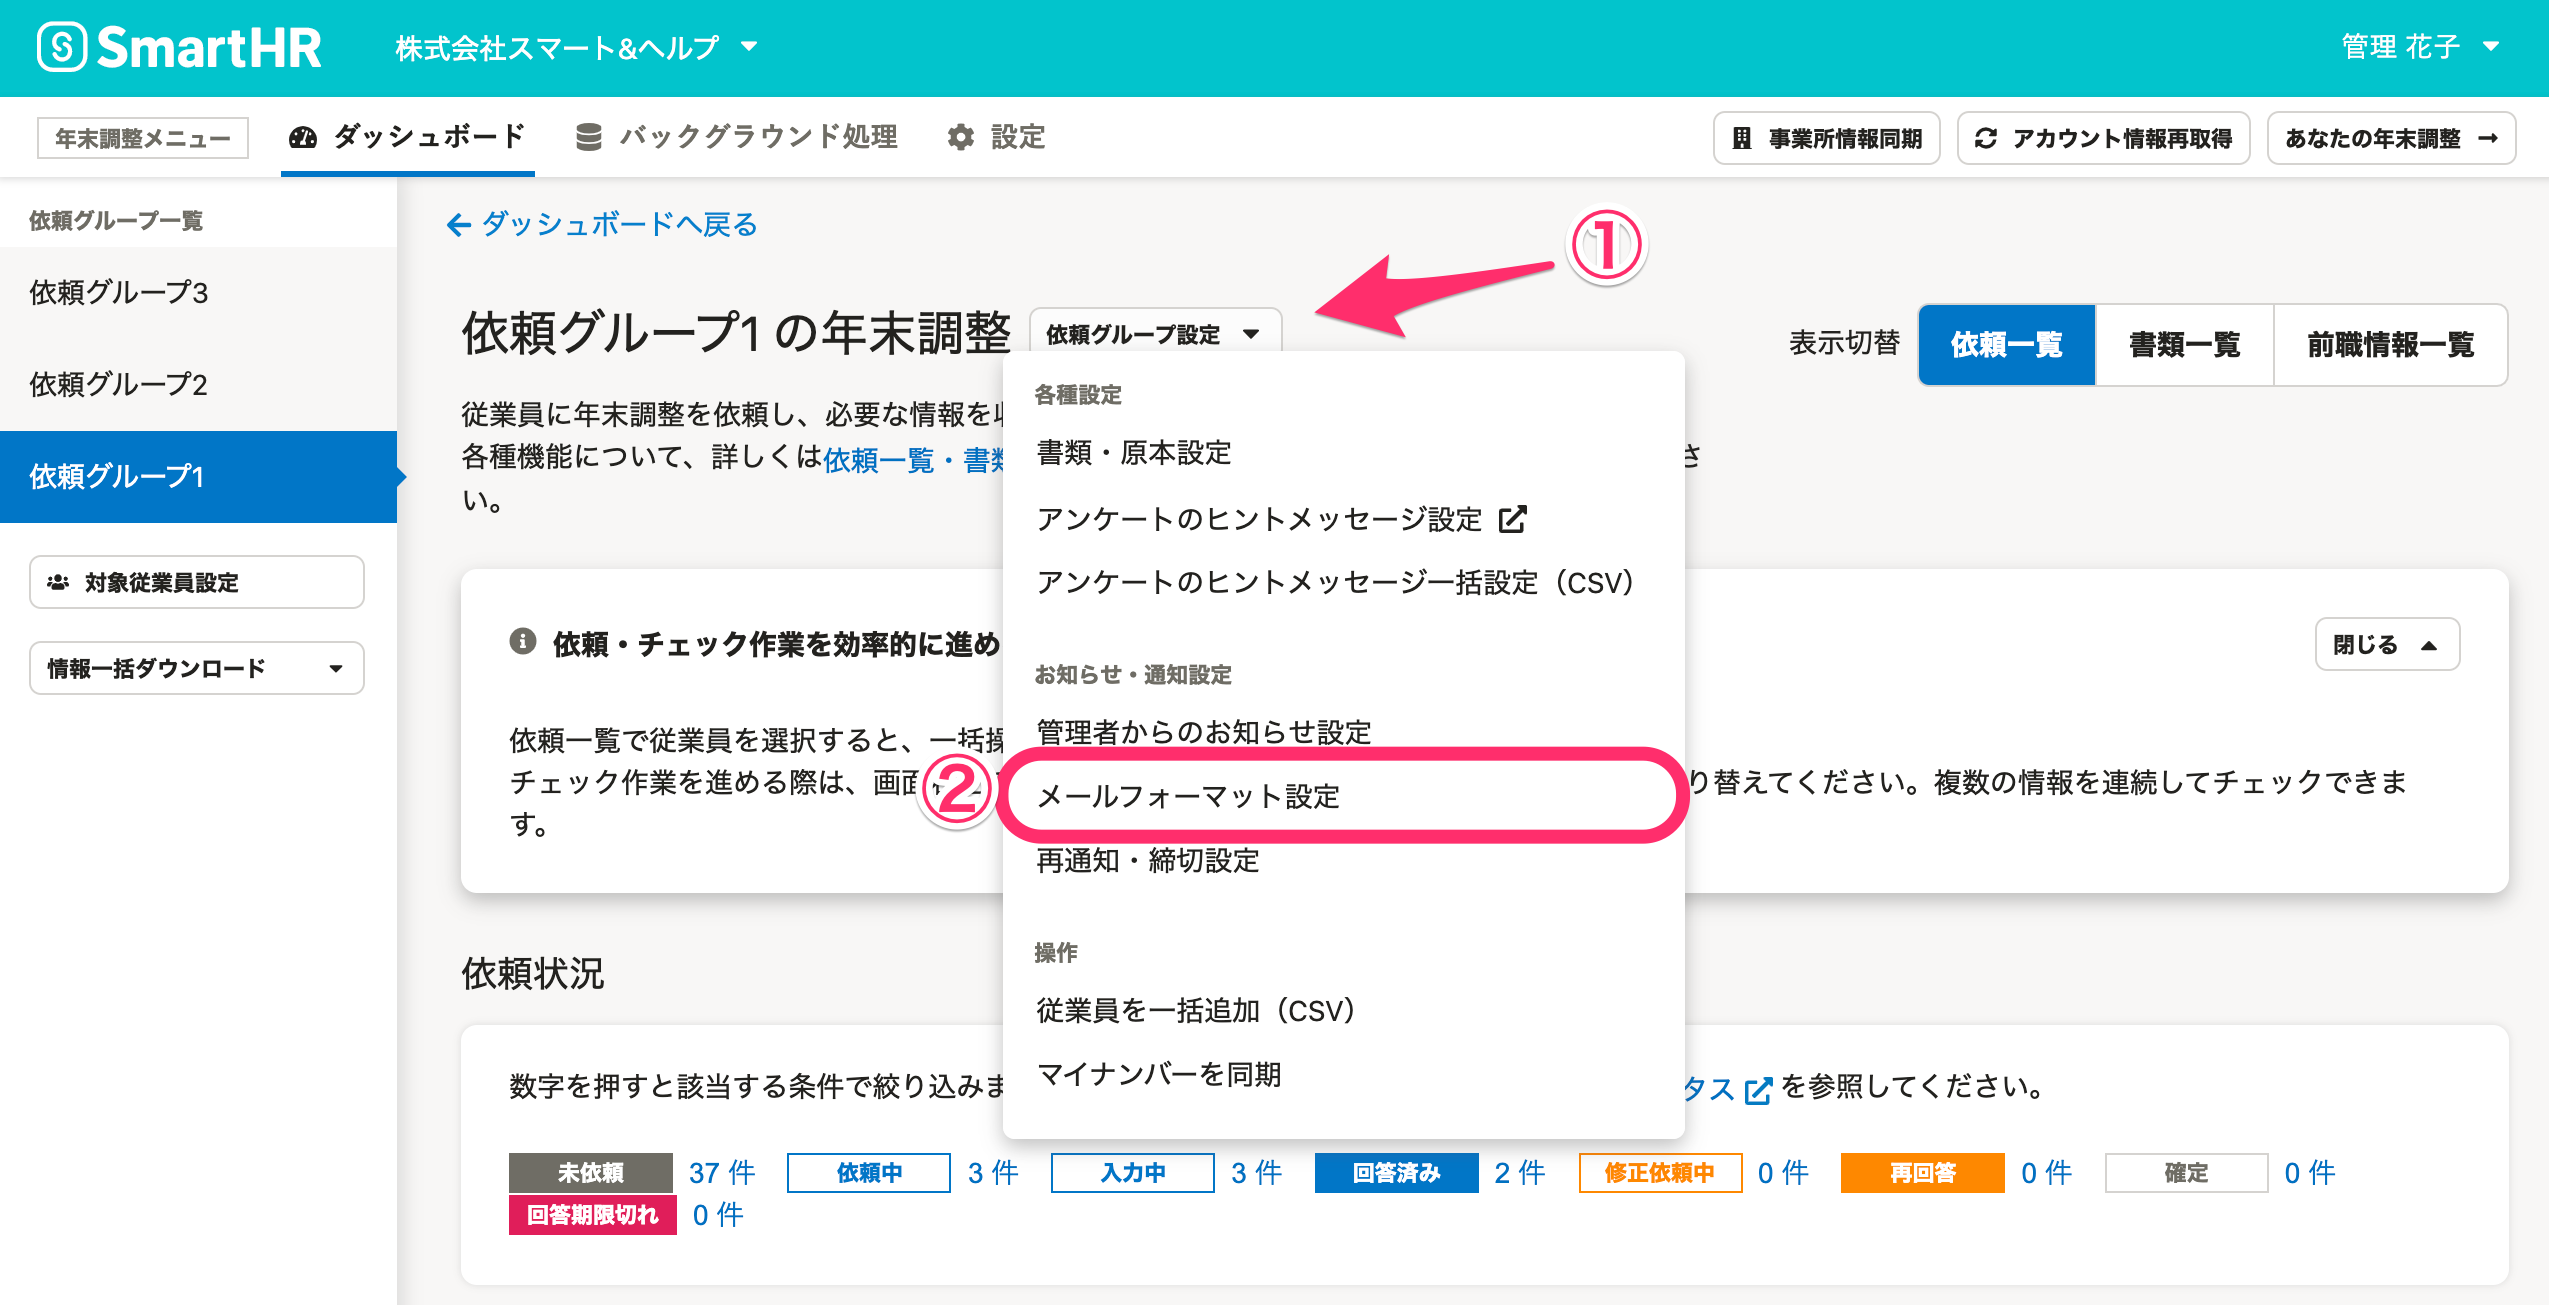 SmartHR 株式会社スマート&ヘルプ 管理 花子
年末調整メニュー ダッシュボード バックグラウンド処理 設定 事業所情報同期 アカウント情報再取得 あなたの年末調整
依頼グループ一覧
依頼グループ3
依頼グループ2
依頼グループ1
対象従業員設定
情報一括ダウンロード
ダッシュボードへ戻る
①
依頼グループ1 の年末調整 依頼グループ設定
表示切替 依頼一覧 書類一覧 前職情報一覧
従業員に年末調整を依頼し、必要な情報を
各種機能について、詳しくは依頼一覧・書 さ
い。
各種設定
書類・原本設定
アンケートのヒントメッセージ設定
アンケートのヒントメッセージ一括設定（CSV）
お知らせ・通知設定
管理者からのお知らせ設定
② メールフォーマット設定
再通知・締切設定
操作
従業員を一括追加（CSV）
マイナンバーを同期
依頼・チェック作業を効率的に進め
閉じる
依頼一覧で従業員を選択すると、一括操
チェック作業を進める際は、画面 り替えてください。複数の情報を連続してチェックできま
す。
依頼状況
数字を押すと該当する条件で絞り込みま タス を参照してください。
未依頼 37 件 依頼中 3 件 入力中 3 件 回答済み 2 件 修正依頼中 0 件 再回答 0 件 確定 0 件
回答期限切れ 0 件